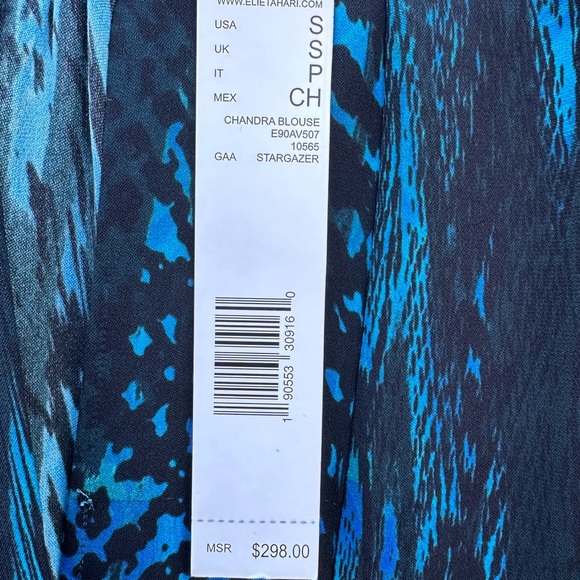 WWW.ELIETAHARI.COM
USA S
UK S
IT P
MEX CH
CHANDRA BLOUSE
E90AV507
10565
GAA STARGAZER
1 90553 30916 0
MSR $298.00